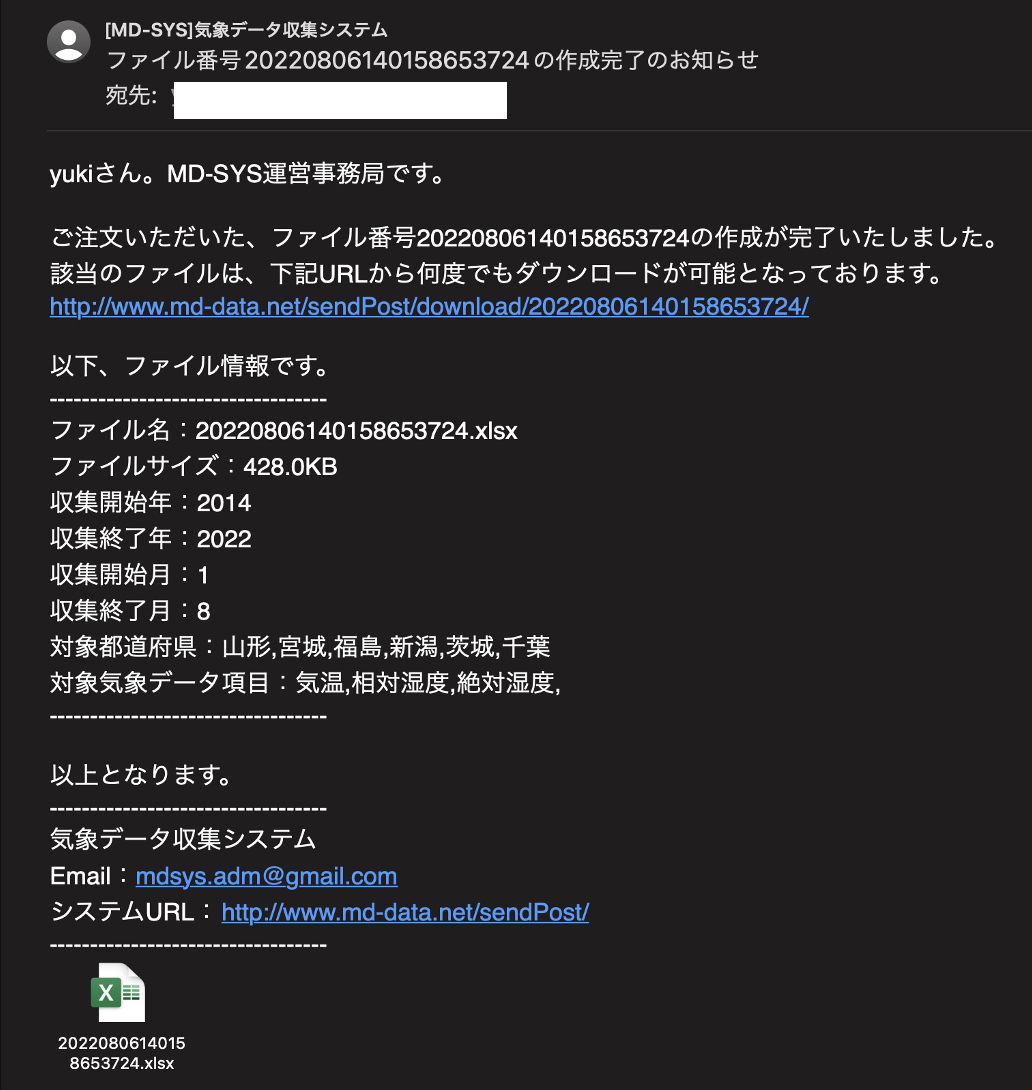 [MD-SYS]気象データ収集システム
ファイル番号20220806140158653724の作成完了のお知らせ
宛先:
yukiさん。MD-SYS運営事務局です。
ご注文いただいた、ファイル番号20220806140158653724の作成が完了いたしました。
該当のファイルは、下記URLから何度でもダウンロードが可能となっております。
http://www.md-data.net/sendPost/download/20220806140158653724/
以下、ファイル情報です。
----------------------------------
ファイル名：20220806140158653724.xlsx
ファイルサイズ：428.0KB
収集開始年：2014
収集終了年：2022
収集開始月：1
収集終了月：8
対象都道府県：山形,宮城,福島,新潟,茨城,千葉
対象気象データ項目：気温,相対湿度,絶対湿度,
----------------------------------
以上となります。
----------------------------------
気象データ収集システム
Email：mdsys.adm@gmail.com
システムURL： http://www.md-data.net/sendPost/
----------------------------------
X
2022080614015
8653724.xlsx